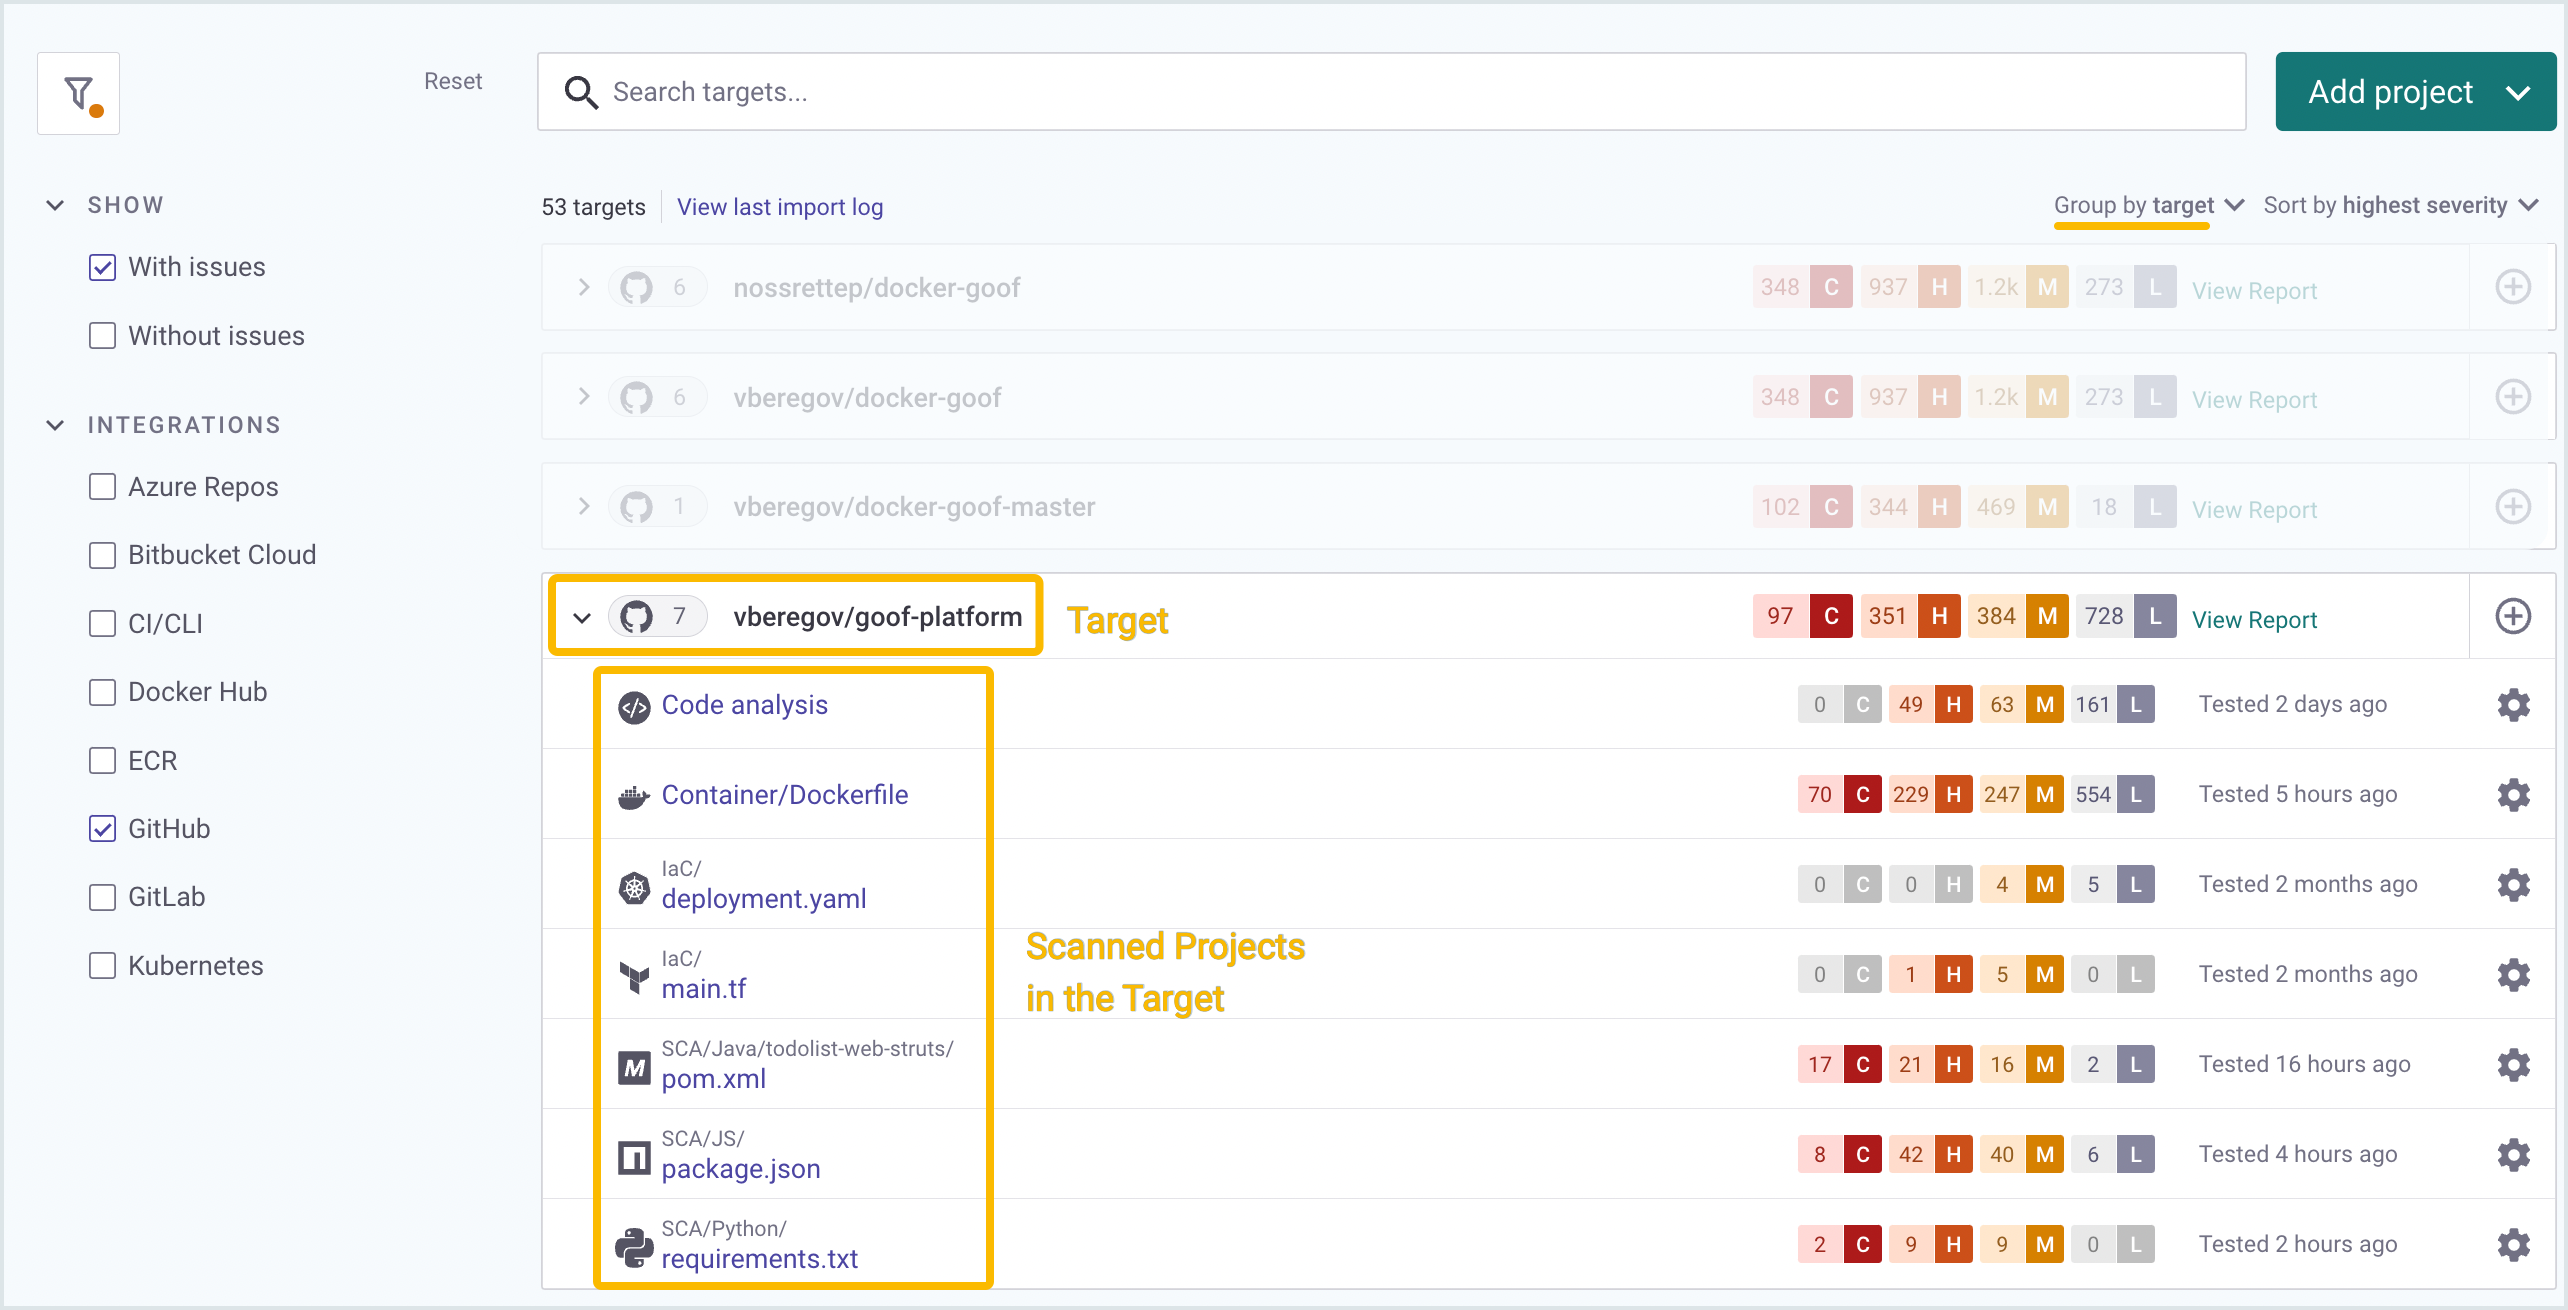 Reset
Search targets...
Add project
SHOW
With issues
Without issues
INTEGRATIONS
Azure Repos
Bitbucket Cloud
CI/CLI
Docker Hub
ECR
GitHub
GitLab
Kubernetes
53 targets View last import log Group by target Sort by highest severity
6 nossrettep/docker-goof 348 C 937 H 1.2k M 273 L View Report
6 vberegov/docker-goof 348 C 937 H 1.2k M 273 L View Report
1 vberegov/docker-goof-master 102 C 344 H 469 M 18 L View Report
7 vberegov/goof-platform Target 97 C 351 H 384 M 728 L View Report
Code analysis 0 C 49 H 63 M 161 L Tested 2 days ago
Container/Dockerfile 70 C 229 H 247 M 554 L Tested 5 hours ago
IaC/
deployment.yaml 0 C 0 H 4 M 5 L Tested 2 months ago
Scanned Projects
in the Target
IaC/
main.tf 0 C 1 H 5 M 0 L Tested 2 months ago
SCA/Java/todolist-web-struts/
pom.xml 17 C 21 H 16 M 2 L Tested 16 hours ago
SCA/JS/
package.json 8 C 42 H 40 M 6 L Tested 4 hours ago
SCA/Python/
requirements.txt 2 C 9 H 9 M 0 L Tested 2 hours ago